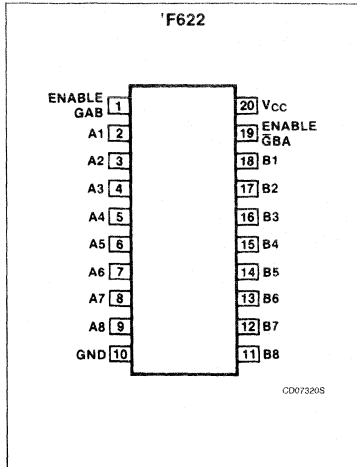 'F622
ENABLE GAB 1
A1 2
A2 3
A3 4
A4 5
A5 6
A6 7
A7 8
A8 9
GND 10
20 VCC
19 ENABLE G̅BA
18 B1
17 B2
16 B3
15 B4
14 B5
13 B6
12 B7
11 B8
CD07320S